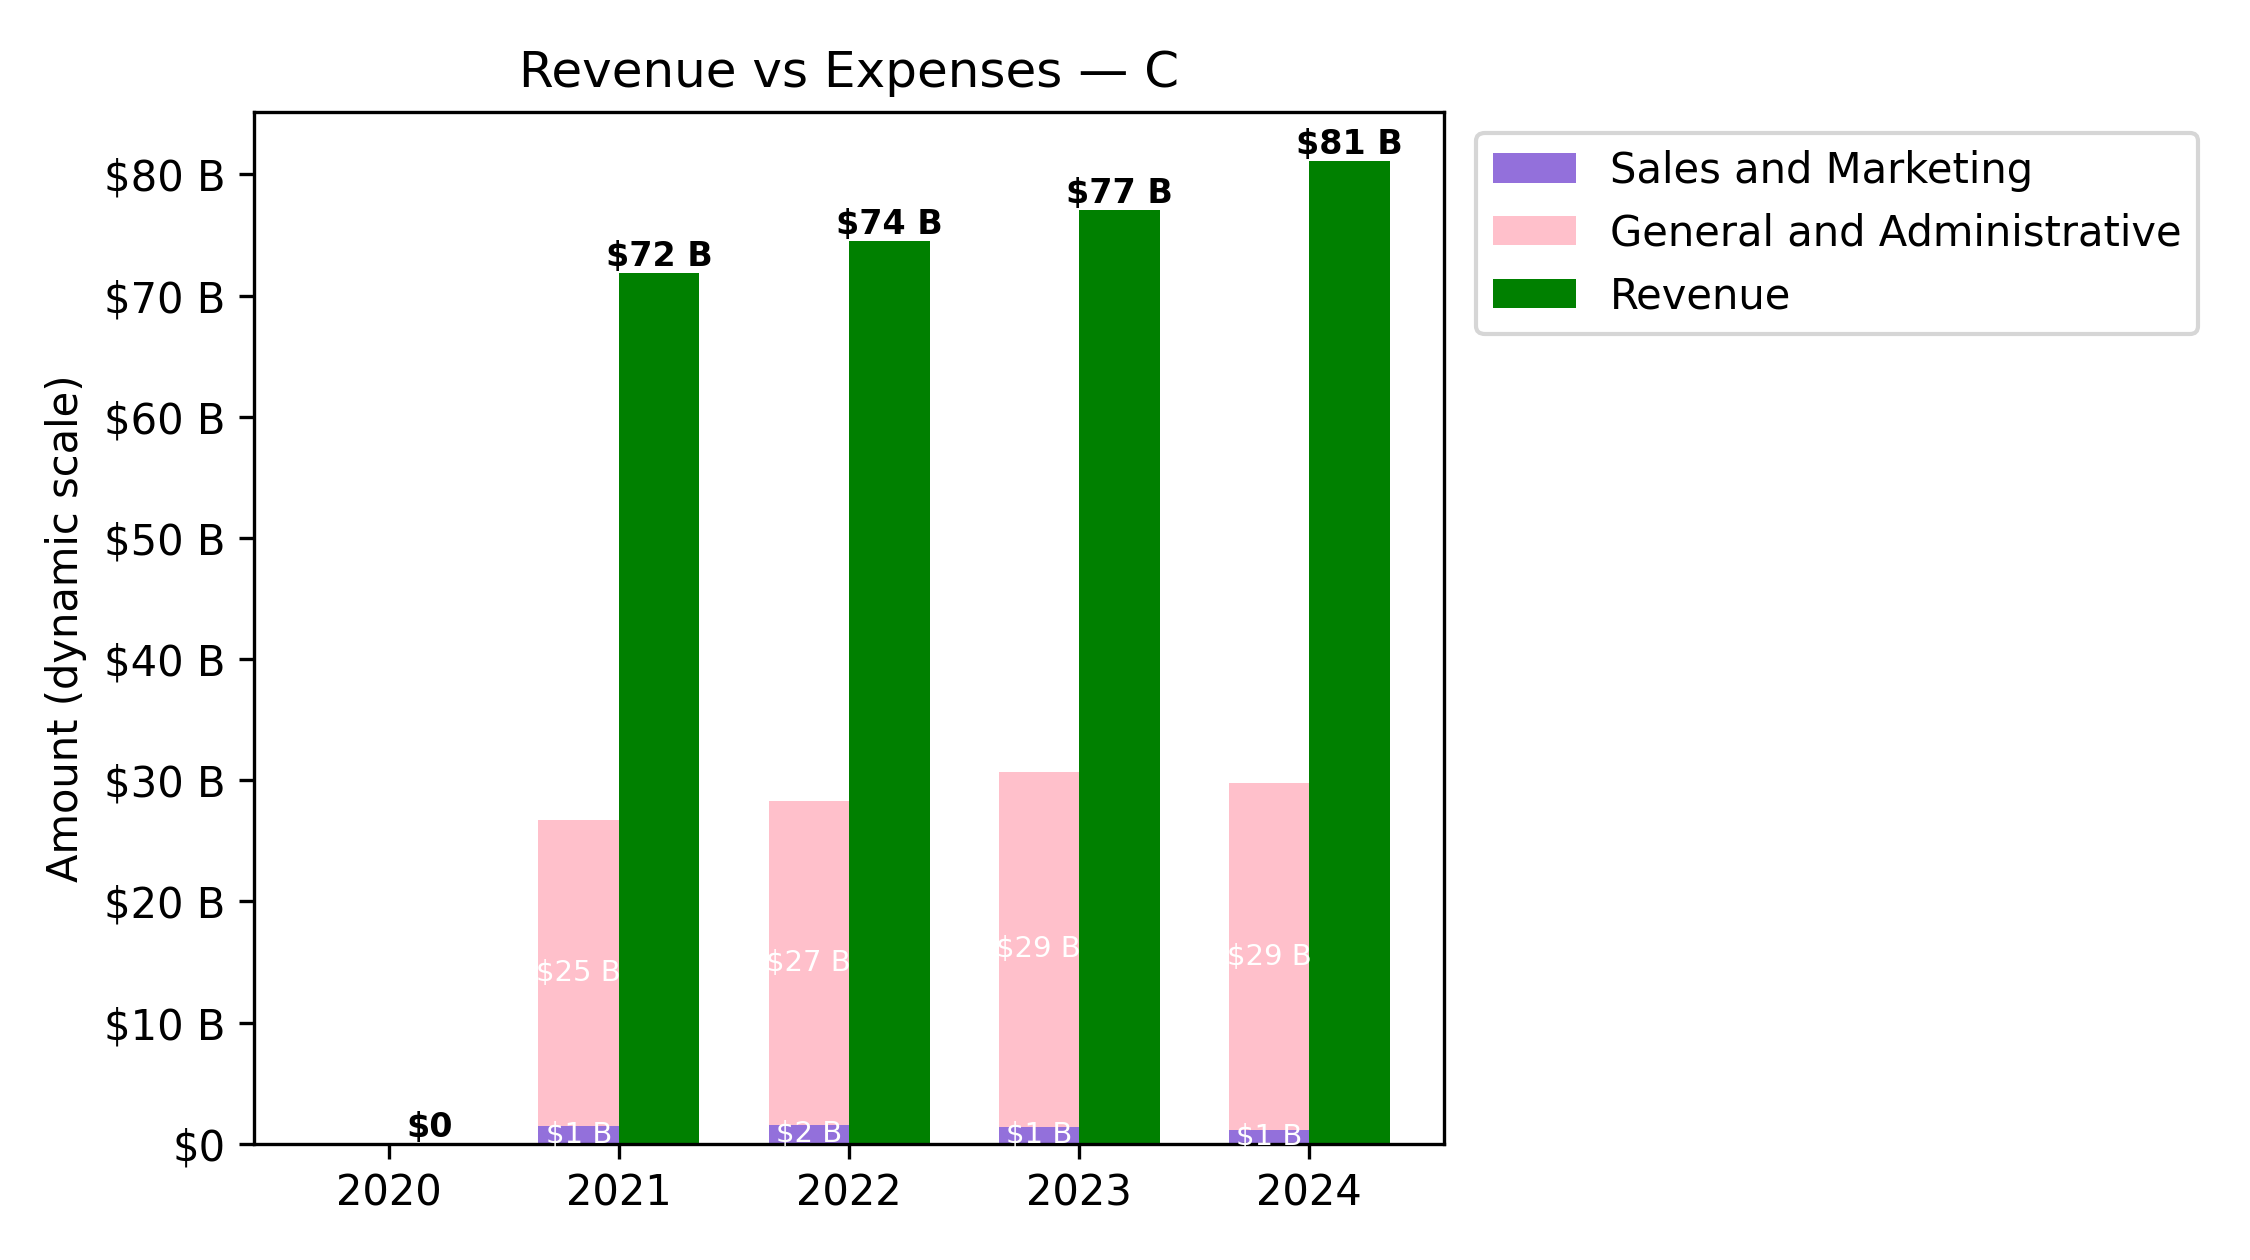 Revenue vs Expenses — C
Amount (dynamic scale)
$80 B
$70 B
$60 B
$50 B
$40 B
$30 B
$20 B
$10 B
$0
$0
$72 B
$74 B
$77 B
$81 B
$25 B
$27 B
$29 B
$29 B
$1 B
$2 B
$1 B
$1 B
2020
2021
2022
2023
2024
Sales and Marketing
General and Administrative
Revenue